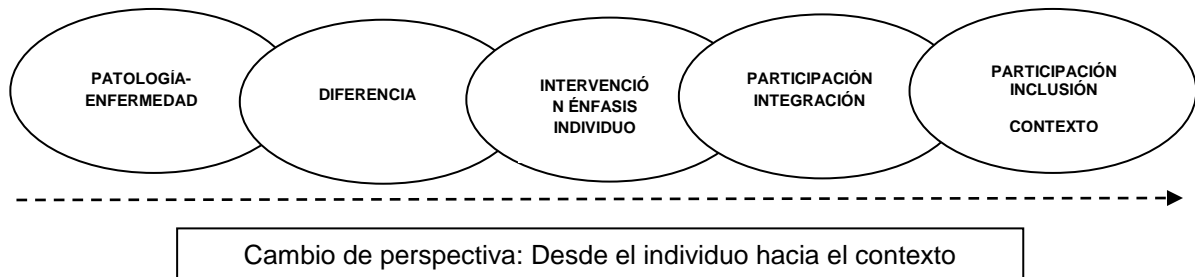 PATOLOGÍA-
ENFERMEDAD
DIFERENCIA
INTERVENCIÓ
N ÉNFASIS
INDIVIDUO
PARTICIPACIÓN
INTEGRACIÓN
PARTICIPACIÓN
INCLUSIÓN
CONTEXTO
Cambio de perspectiva: Desde el individuo hacia el contexto